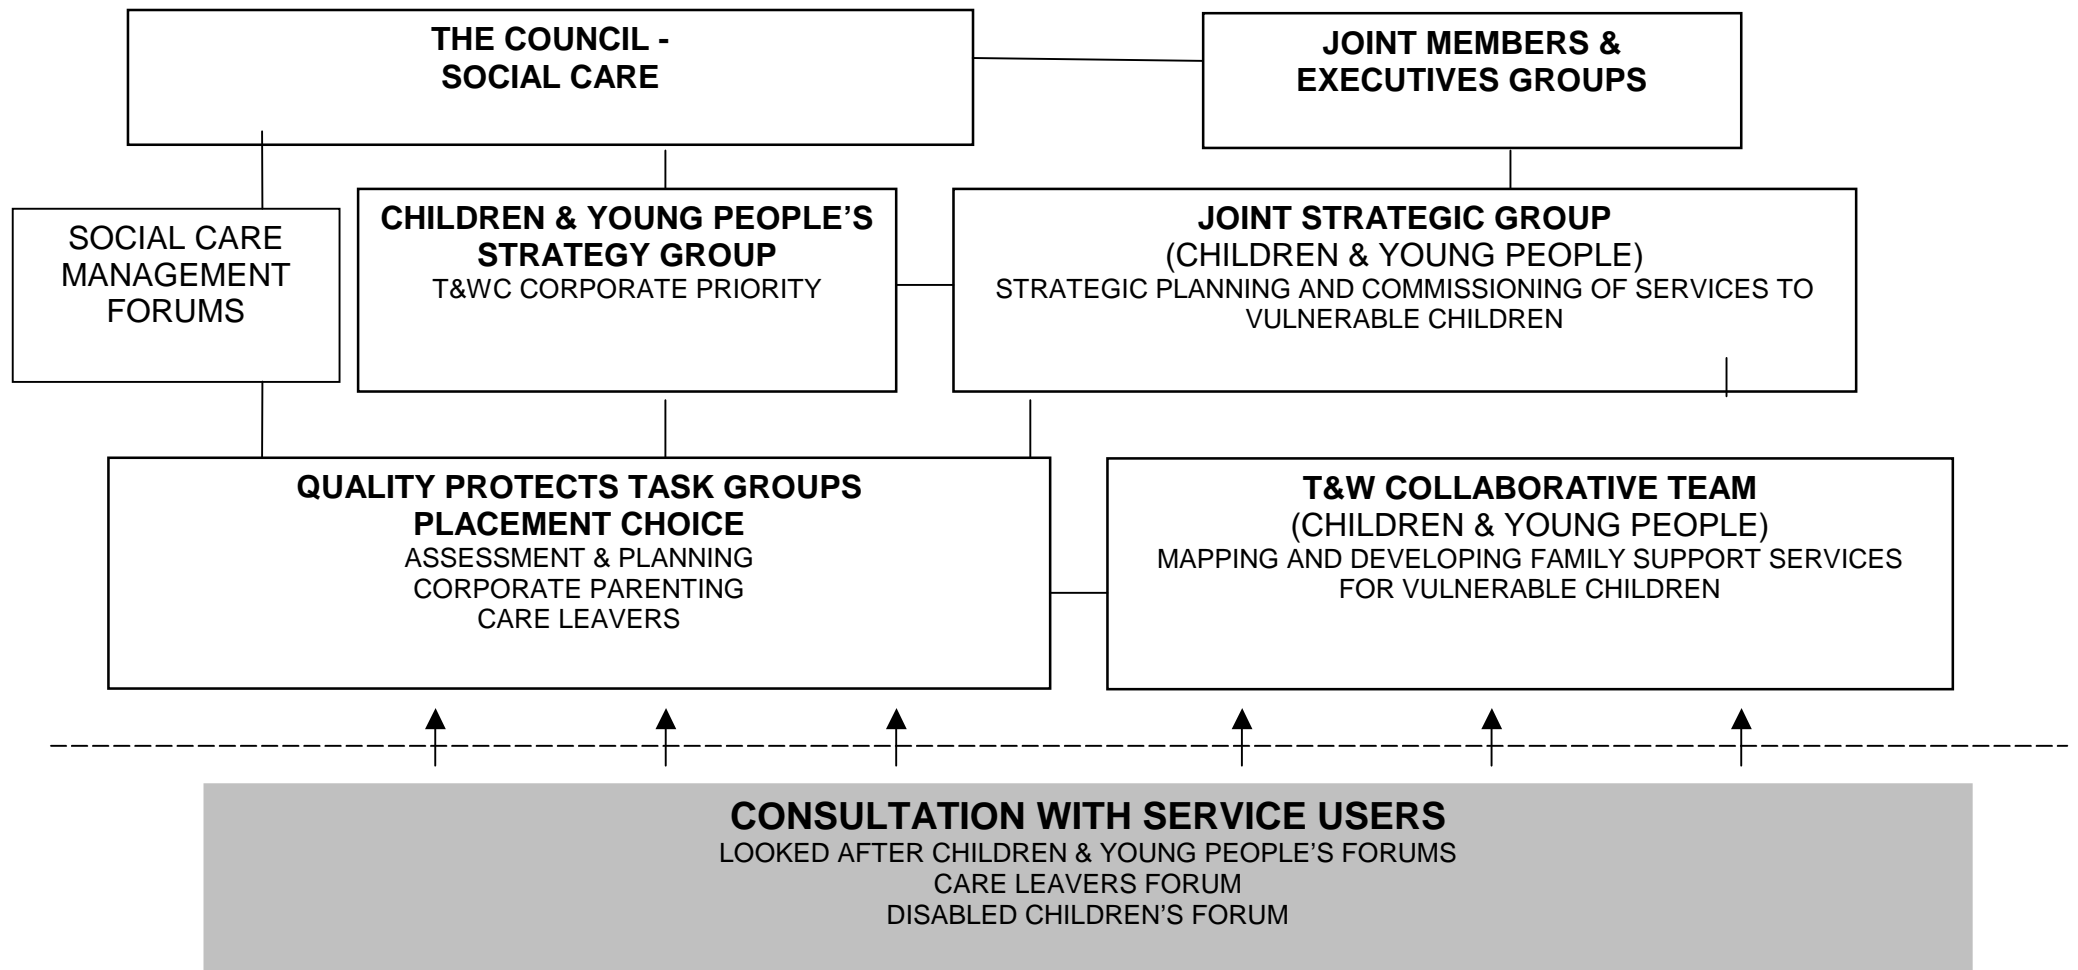 THE COUNCIL -
SOCIAL CARE
JOINT MEMBERS &
EXECUTIVES GROUPS
SOCIAL CARE
MANAGEMENT
FORUMS
CHILDREN & YOUNG PEOPLE’S
STRATEGY GROUP
T&WC CORPORATE PRIORITY
JOINT STRATEGIC GROUP
(CHILDREN & YOUNG PEOPLE)
STRATEGIC PLANNING AND COMMISSIONING OF SERVICES TO
VULNERABLE CHILDREN
QUALITY PROTECTS TASK GROUPS
PLACEMENT CHOICE
ASSESSMENT & PLANNING
CORPORATE PARENTING
CARE LEAVERS
T&W COLLABORATIVE TEAM
(CHILDREN & YOUNG PEOPLE)
MAPPING AND DEVELOPING FAMILY SUPPORT SERVICES
FOR VULNERABLE CHILDREN
CONSULTATION WITH SERVICE USERS
LOOKED AFTER CHILDREN & YOUNG PEOPLE’S FORUMS
CARE LEAVERS FORUM
DISABLED CHILDREN’S FORUM